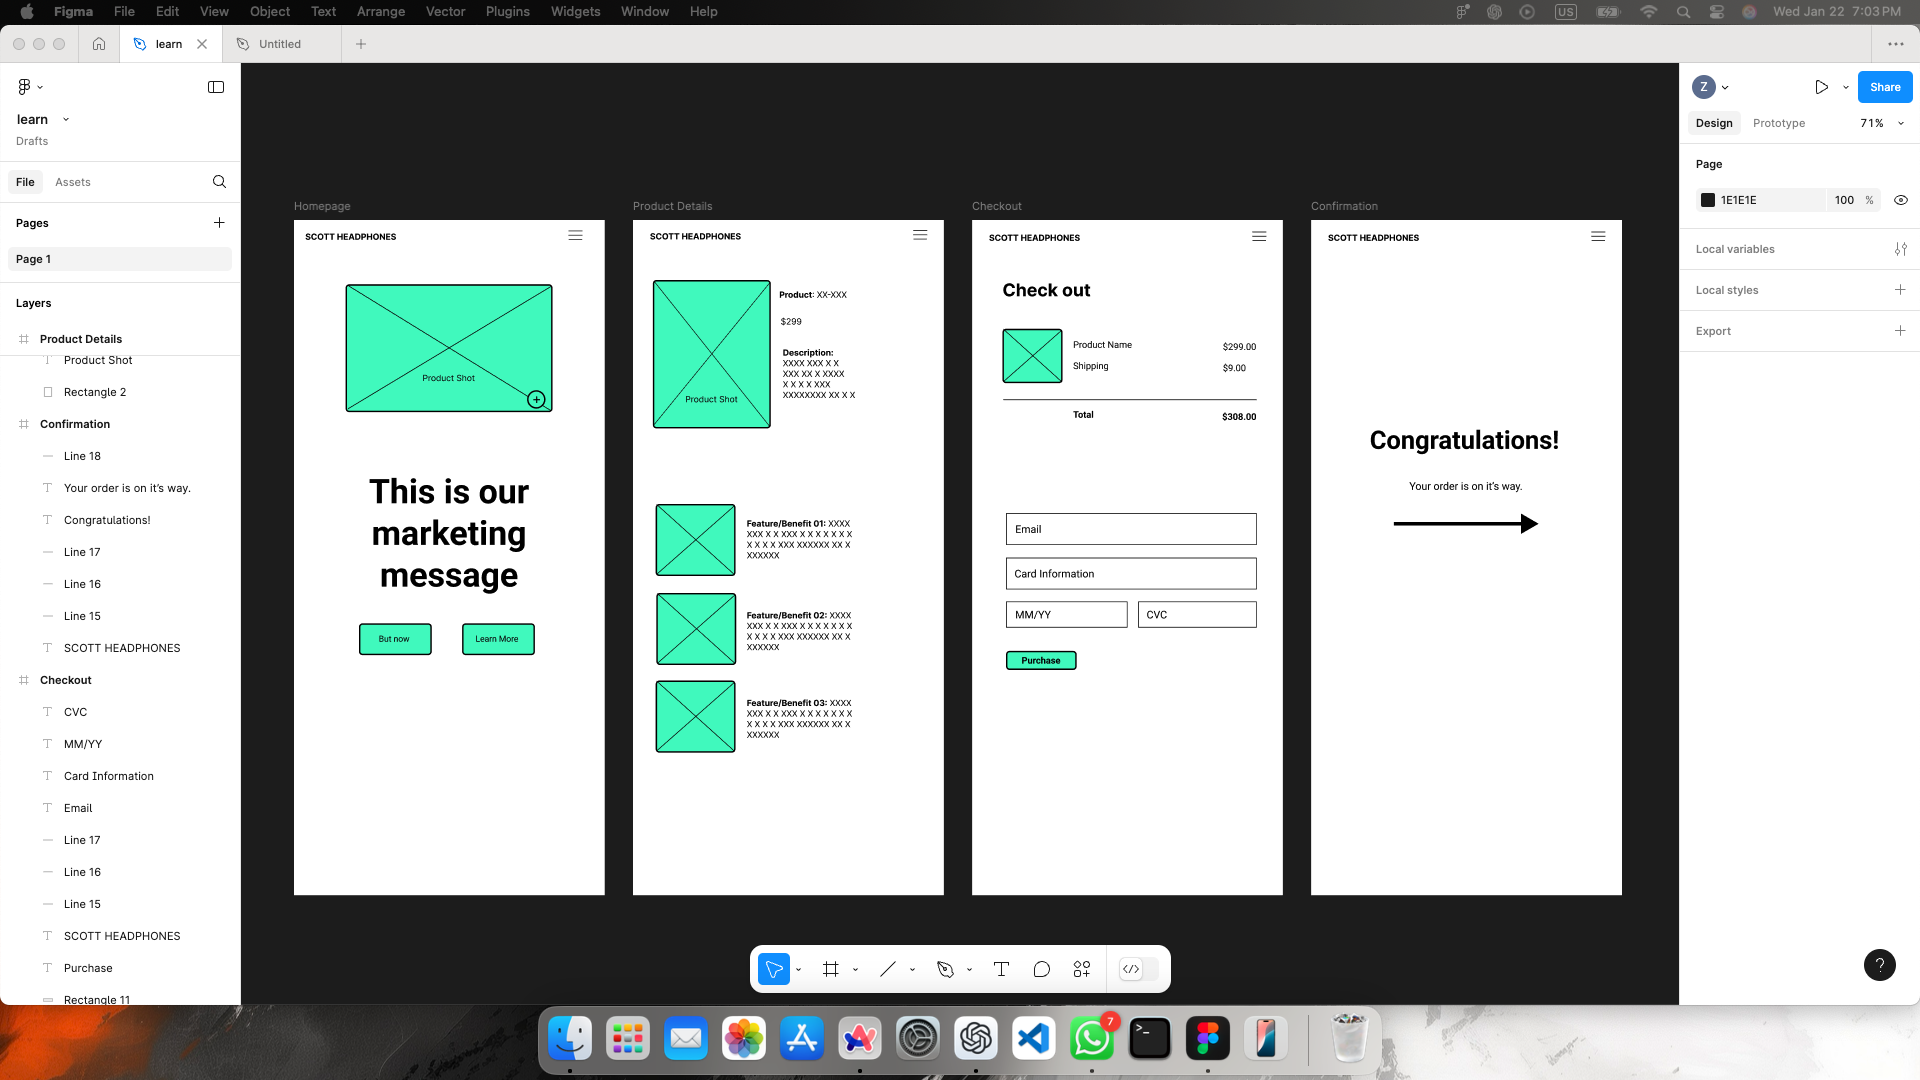 Figma File Edit View Object Text Arrange Vector Plugins Widgets Window Help US Wed Jan 22 7:03 PM
learn Untitled
learn
Drafts
File Assets
Pages
Page 1
Layers
Product Details
Product Shot
Rectangle 2
Confirmation
Line 18
Your order is on it’s way.
Congratulations!
Line 17
Line 16
Line 15
SCOTT HEADPHONES
Checkout
CVC
MM/YY
Card Information
Email
Line 17
Line 16
Line 15
SCOTT HEADPHONES
Purchase
Rectangle 11
Homepage
SCOTT HEADPHONES
Product Shot
This is our
marketing
message
But now Learn More
Product Details
SCOTT HEADPHONES
Product Shot
Product: XX-XXX
$299
Description:
XXXX XXX X X
XXX XX X XXXX
X X X X XXX
XXXXXXXX XX X X
Feature/Benefit 01: XXXX
XXX X X XXX X X X X X X X
X X X X XXX XXXXXX XX X
XXXXXX
Feature/Benefit 02: XXXX
XXX X X XXX X X X X X X X
X X X X XXX XXXXXX XX X
XXXXXX
Feature/Benefit 03: XXXX
XXX X X XXX X X X X X X X
X X X X XXX XXXXXX XX X
XXXXXX
Checkout
SCOTT HEADPHONES
Check out
Product Name $299.00
Shipping $9.00
Total $308.00
Email
Card Information
MM/YY CVC
Purchase
Confirmation
SCOTT HEADPHONES
Congratulations!
Your order is on it’s way.
Z Share
Design Prototype 71%
Page
1E1E1E 100 %
Local variables
Local styles
Export
?
7